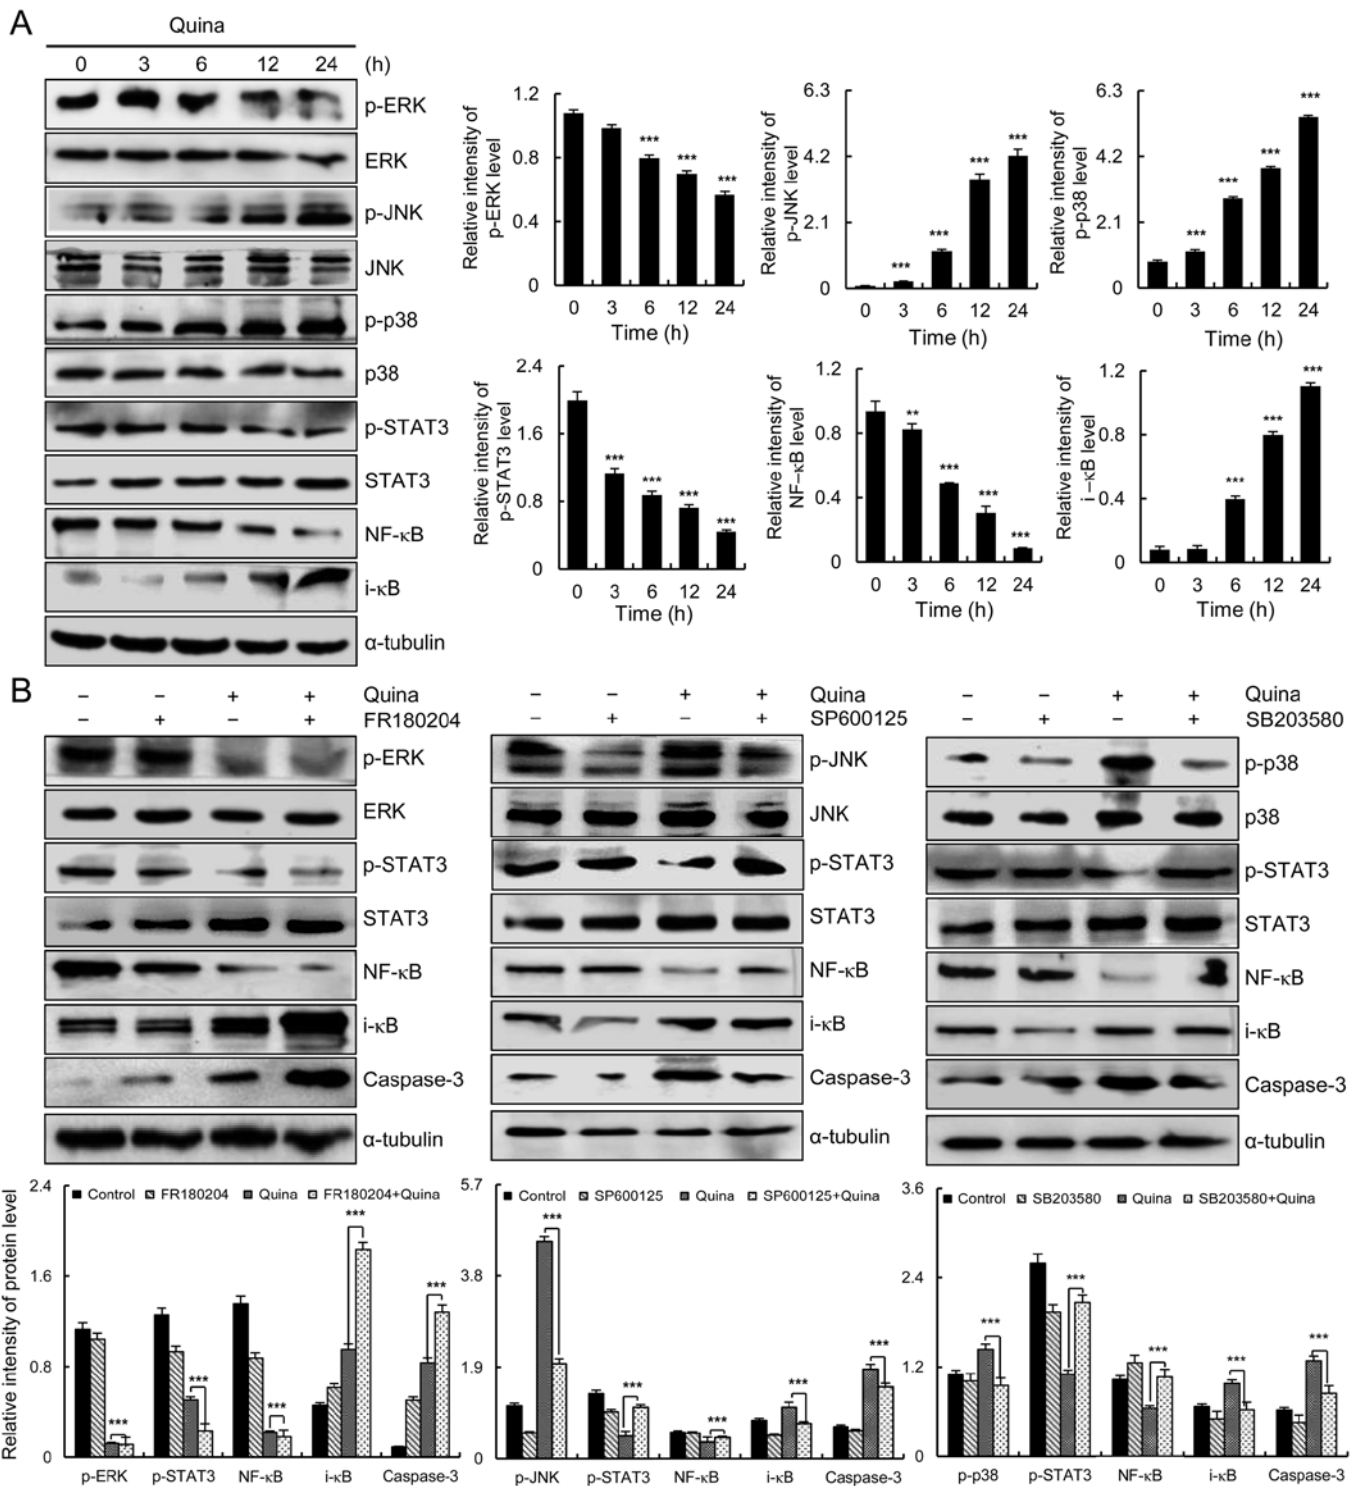 A
Quina
0 3 6 12 24 (h)
p-ERK
ERK
p-JNK
JNK
p-p38
p38
p-STAT3
STAT3
NF-κB
i-κB
α-tubulin
Relative intensity of
p-ERK level
1.2
0.8
0.4
0
0 3 6 12 24
Time (h)
*** *** ***
Relative intensity of
p-JNK level
6.3
4.2
2.1
0
0 3 6 12 24
Time (h)
*** *** *** ***
Relative intensity of
p-p38 level
6.3
4.2
2.1
0
0 3 6 12 24
Time (h)
*** *** *** ***
Relative intensity of
p-STAT3 level
2.4
1.6
0.8
0
0 3 6 12 24
Time (h)
*** *** *** ***
Relative intensity of
NF-κB level
1.2
0.8
0.4
0
0 3 6 12 24
Time (h)
** *** *** ***
Relative intensity of
i-κB level
1.2
0.8
0.4
0
0 3 6 12 24
Time (h)
*** *** ***
B
− − + + Quina
− + − + FR180204
p-ERK
ERK
p-STAT3
STAT3
NF-κB
i-κB
Caspase-3
α-tubulin
− − + + Quina
− + − + SP600125
p-JNK
JNK
p-STAT3
STAT3
NF-κB
i-κB
Caspase-3
α-tubulin
− − + + Quina
− + − + SB203580
p-p38
p38
p-STAT3
STAT3
NF-κB
i-κB
Caspase-3
α-tubulin
Relative intensity of protein level
2.4
1.6
0.8
0
Control FR180204 Quina FR180204+Quina
*** *** *** *** ***
p-ERK p-STAT3 NF-κB i-κB Caspase-3
5.7
3.8
1.9
0
Control SP600125 Quina SP600125+Quina
*** *** *** *** ***
p-JNK p-STAT3 NF-κB i-κB Caspase-3
3.6
2.4
1.2
0
Control SB203580 Quina SB203580+Quina
*** *** *** *** ***
p-p38 p-STAT3 NF-κB i-κB Caspase-3